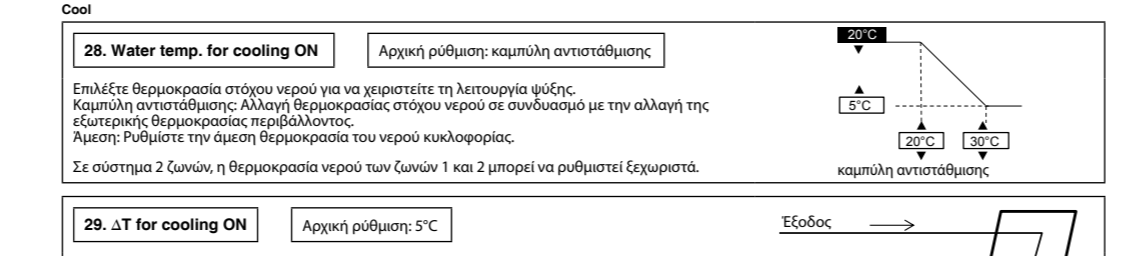 Cool
28. Water temp. for cooling ON
Αρχική ρύθμιση: καμπύλη αντιστάθμισης
Επιλέξτε θερμοκρασία στόχου νερού για να χειριστείτε τη λειτουργία ψύξης.
Καμπύλη αντιστάθμισης: Αλλαγή θερμοκρασίας στόχου νερού σε συνδυασμό με την αλλαγή της
εξωτερικής θερμοκρασίας περιβάλλοντος.
Άμεση: Ρυθμίστε την άμεση θερμοκρασία του νερού κυκλοφορίας.
Σε σύστημα 2 ζωνών, η θερμοκρασία νερού των ζωνών 1 και 2 μπορεί να ρυθμιστεί ξεχωριστά.
20°C
5°C
20°C
30°C
καμπύλη αντιστάθμισης
29. ΔT for cooling ON
Αρχική ρύθμιση: 5°C
Έξοδος